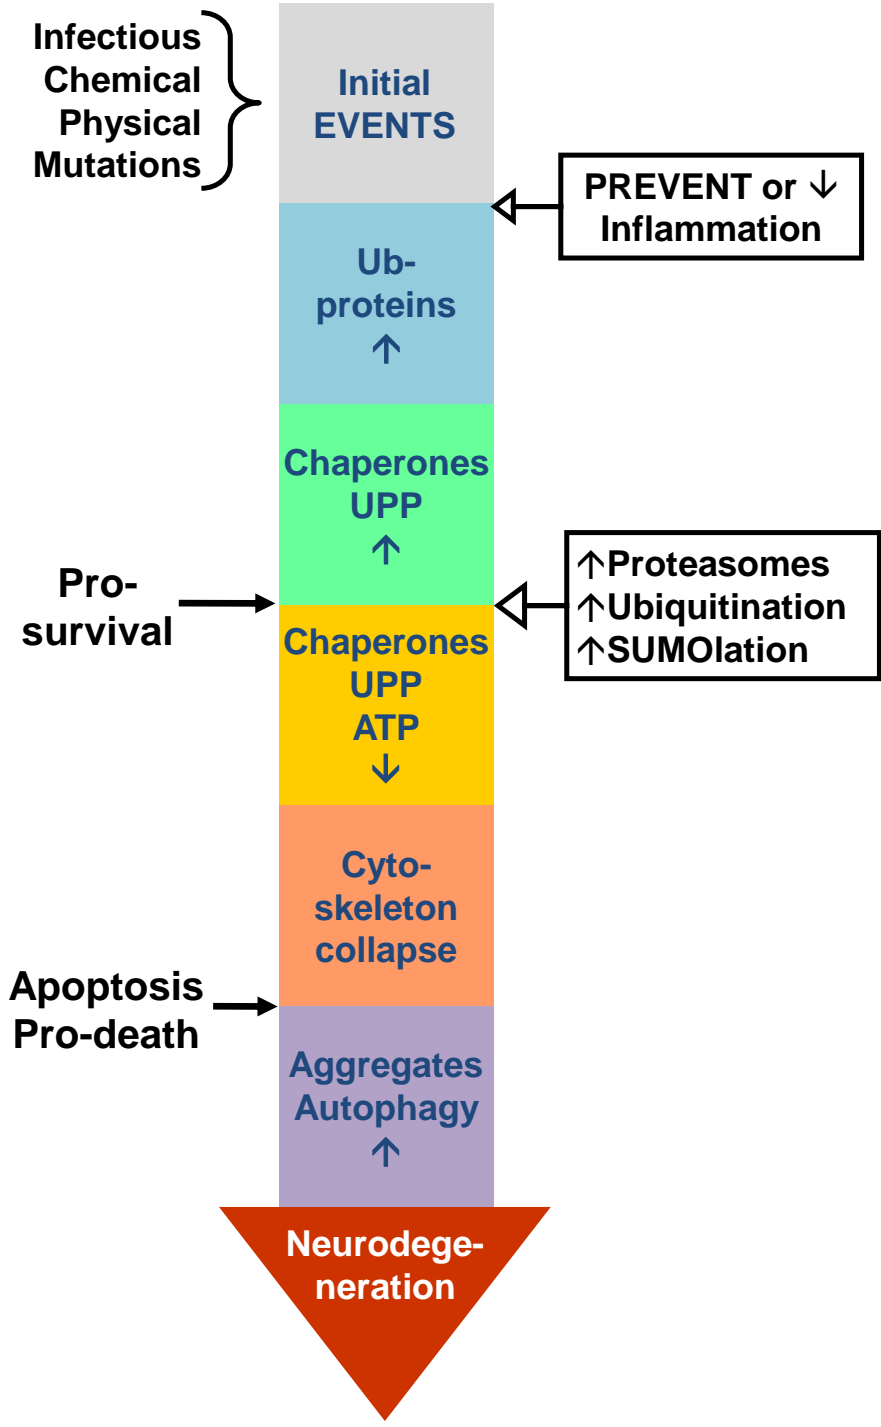 Infectious
Chemical
Physical
Mutations
Initial
EVENTS
PREVENT or ↓
Inflammation
Ub-
proteins
↑
Chaperones
UPP
↑
Pro-
survival
↑Proteasomes
↑Ubiquitination
↑SUMOlation
Chaperones
UPP
ATP
↓
Cyto-
skeleton
collapse
Apoptosis
Pro-death
Aggregates
Autophagy
↑
Neurodege-
neration